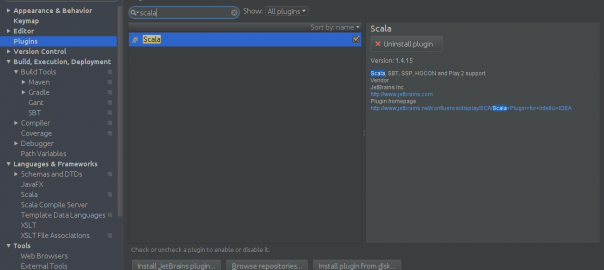 Appearance & Behavior
Keymap
Editor
Plugins
Version Control
Build, Execution, Deployment
Build Tools
Maven
Gradle
Gant
SBT
Compiler
Coverage
Debugger
Path Variables
Languages & Frameworks
Schemas and DTDs
JavaFX
Scala
Scala Compile Server
Template Data Languages
XSLT
XSLT File Associations
Tools
Web Browsers
External Tools
scala
Show: All plugins
Sort by: name
Scala
Check or uncheck a plugin to enable or disable it.
Install JetBrains plugin...
Browse repositories...
Install plugin from disk...
Scala
Uninstall plugin
Version: 1.4.15
Scala, SBT, SSP, HOCON and Play 2 support.
Vendor
JetBrains Inc.
http://www.jetbrains.com
Plugin homepage
http://www.jetbrains.net/confluence/display/SCA/Scala+Plugin+for+IntelliJ+IDEA